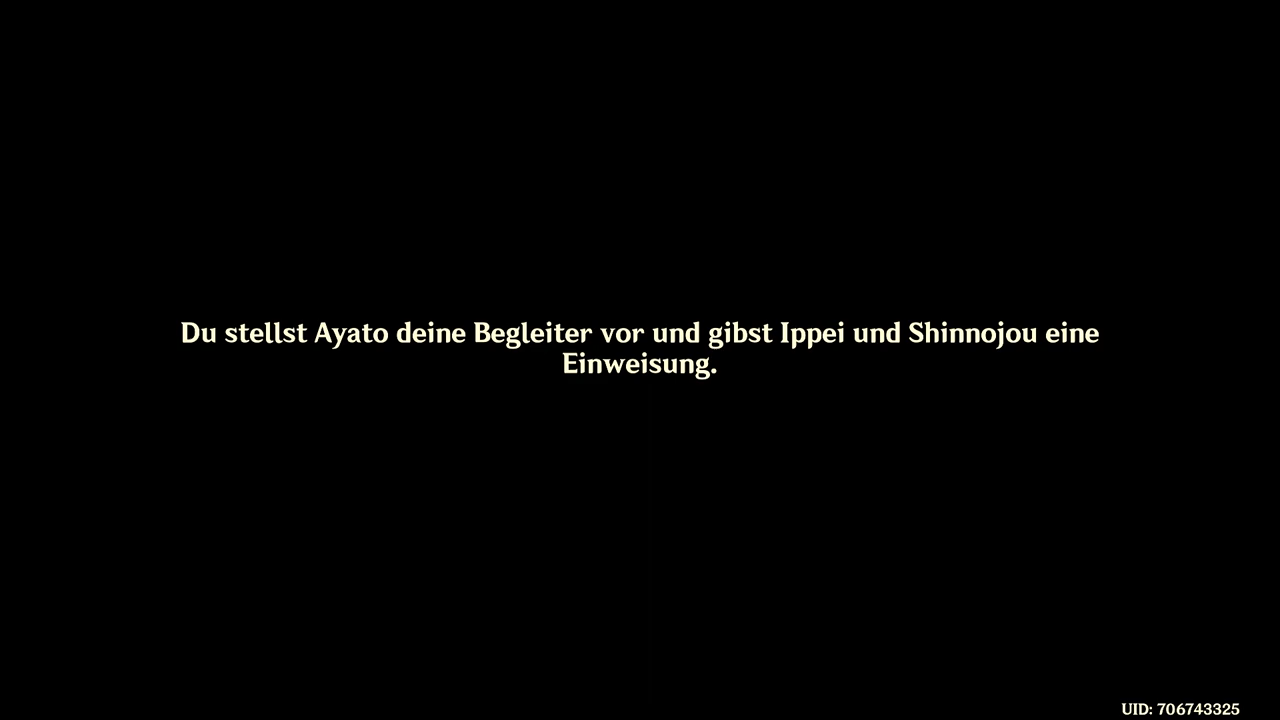 Du stellst Ayato deine Begleiter vor und gibst Ippei und Shinnojou eine
Einweisung.
UID: 706743325